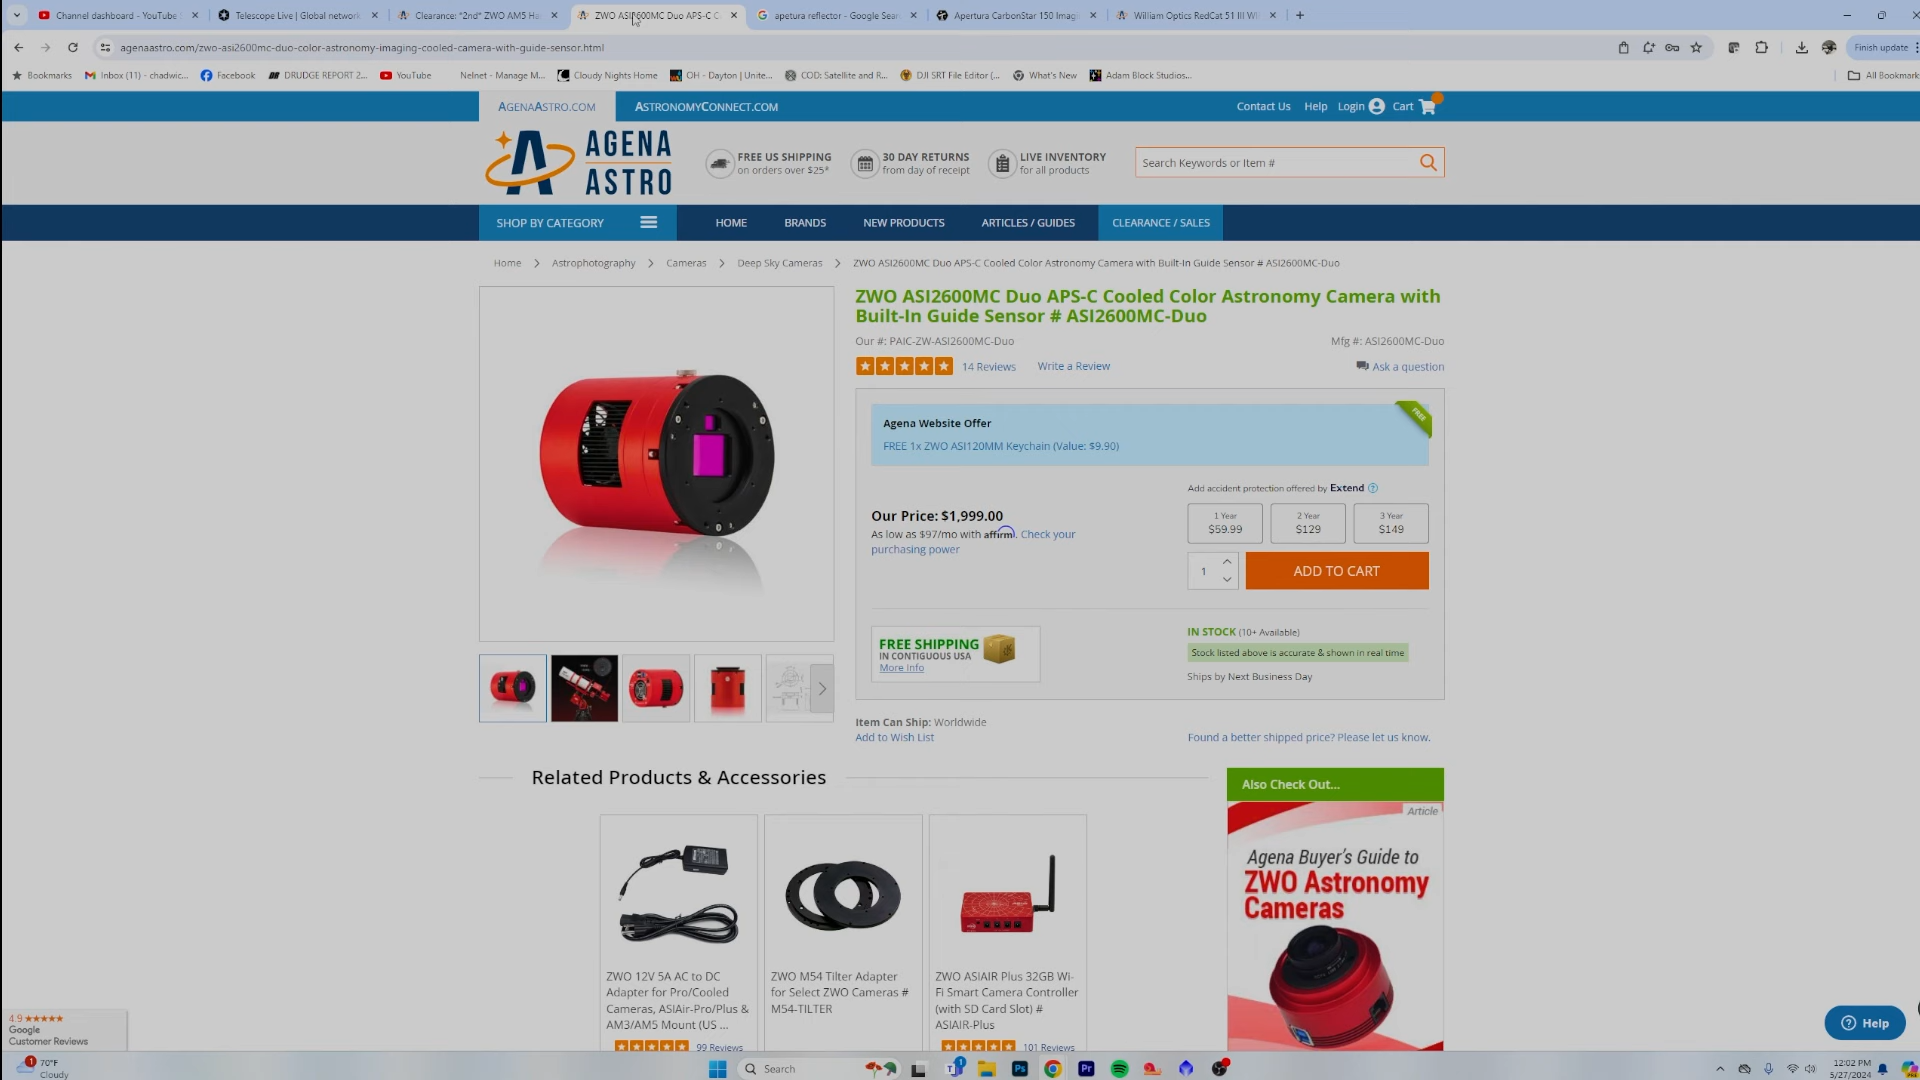 Channel dashboard - YouTube
Telescope Live | Global network
Clearance: *2nd* ZWO AM5 Ha
ZWO ASI2600MC Duo APS-C C
apetura reflector - Google Sear
Apertura CarbonStar 150 Imagi
William Optics RedCat 51 III WI
agenaastro.com/zwo-asi2600mc-duo-color-astronomy-imaging-cooled-camera-with-guide-sensor.html
Finish update
Bookmarks
Inbox (11) - chadwic...
Facebook
DRUDGE REPORT 2...
YouTube
Nelnet - Manage M...
Cloudy Nights Home
OH - Dayton | Unite...
COD: Satellite and R...
DJI SRT File Editor (...
What's New
Adam Block Studios...
All Bookmark
AGENAASTRO.COM
ASTRONOMYCONNECT.COM
Contact Us
Help
Login
Cart
AGENA
ASTRO
FREE US SHIPPING
on orders over $25*
30 DAY RETURNS
from day of receipt
LIVE INVENTORY
for all products
Search Keywords or Item #
SHOP BY CATEGORY
HOME
BRANDS
NEW PRODUCTS
ARTICLES / GUIDES
CLEARANCE / SALES
Home > Astrophotography > Cameras > Deep Sky Cameras > ZWO ASI2600MC Duo APS-C Cooled Color Astronomy Camera with Built-In Guide Sensor # ASI2600MC-Duo
ZWO ASI2600MC Duo APS-C Cooled Color Astronomy Camera with
Built-In Guide Sensor # ASI2600MC-Duo
Our #: PAIC-ZW-ASI2600MC-Duo
Mfg #: ASI2600MC-Duo
14 Reviews
Write a Review
Ask a question
Agena Website Offer
FREE
FREE 1x ZWO ASI120MM Keychain (Value: $9.90)
Add accident protection offered by Extend
1 Year
$59.99
2 Year
$129
3 Year
$149
Our Price: $1,999.00
As low as $97/mo with affirm. Check your
purchasing power
1
ADD TO CART
FREE SHIPPING
IN CONTIGUOUS USA
More Info
IN STOCK (10+ Available)
Stock listed above is accurate & shown in real time
Ships by Next Business Day
Item Can Ship: Worldwide
Add to Wish List
Found a better shipped price? Please let us know.
Related Products & Accessories
ZWO 12V 5A AC to DC
Adapter for Pro/Cooled
Cameras, ASIAir-Pro/Plus &
AM3/AM5 Mount (US ...
99 Reviews
ZWO M54 Tilter Adapter
for Select ZWO Cameras #
M54-TILTER
ZWO ASIAIR Plus 32GB Wi-
Fi Smart Camera Controller
(with SD Card Slot) #
ASIAIR-Plus
101 Reviews
Also Check Out...
Article
Agena Buyer's Guide to
ZWO Astronomy
Cameras
4.9
Google
Customer Reviews
Help
1
70°F
Cloudy
Search
1
12:02 PM
5/27/2024